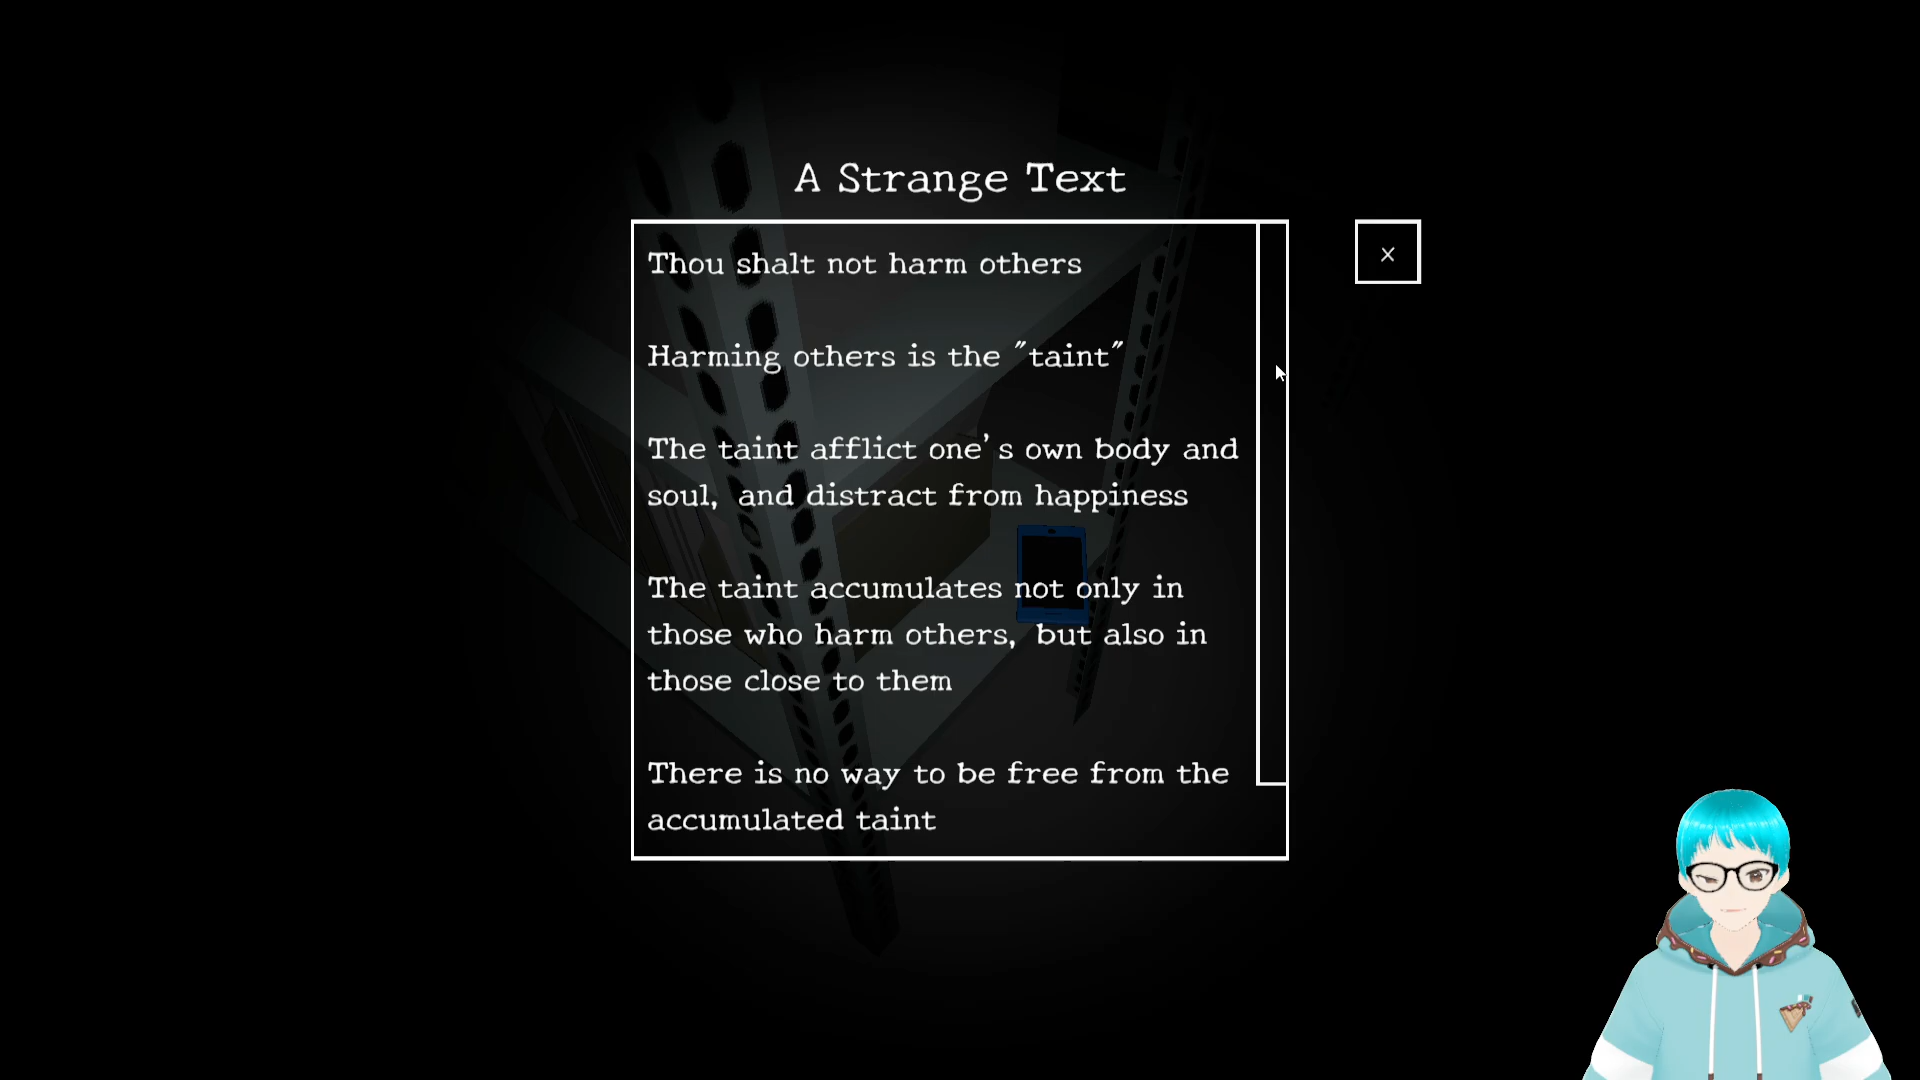 A Strange Text
×
Thou shalt not harm others
Harming others is the "taint"
The taint afflict one's own body and
soul, and distract from happiness
The taint accumulates not only in
those who harm others, but also in
those close to them
There is no way to be free from the
accumulated taint